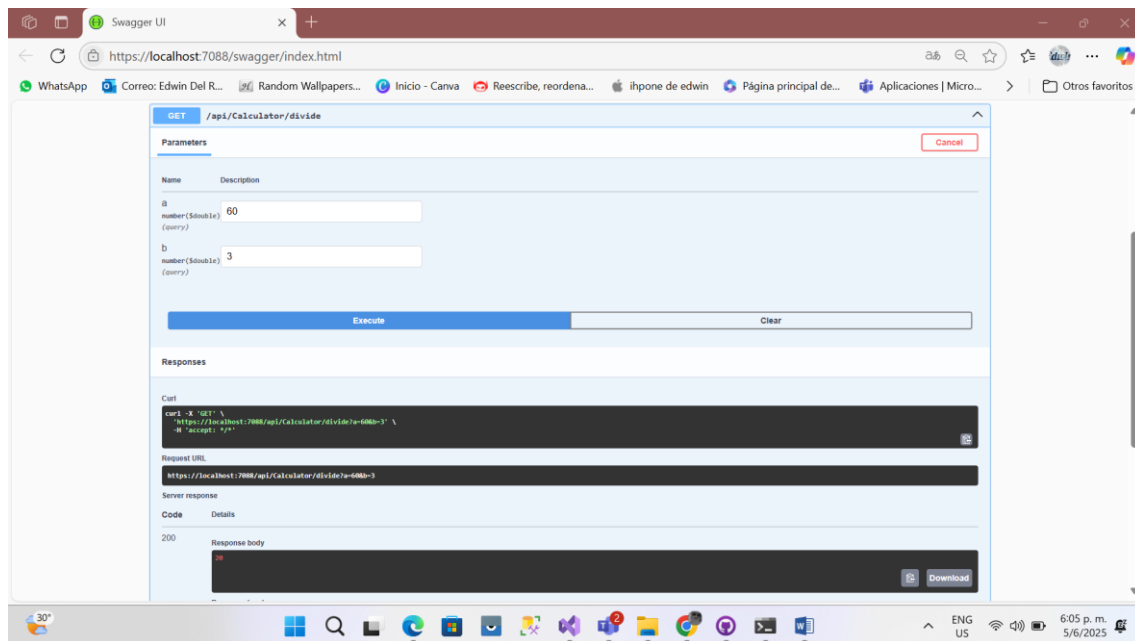 Swagger UI
https://localhost:7088/swagger/index.html
WhatsApp Correo: Edwin Del R... Random Wallpapers... Inicio - Canva Reescribe, reordena... ihpone de edwin Página principal de... Aplicaciones | Micro... Otros favoritos
GET /api/Calculator/divide
Parameters Cancel
Name Description
a
number($double) 60
(query)
b
number($double) 3
(query)
Execute Clear
Responses
Curl
curl -X 'GET' \
'https://localhost:7088/api/Calculator/divide?a=60&b=3' \
-H 'accept: */*'
Request URL
https://localhost:7088/api/Calculator/divide?a=60&b=3
Server response
Code Details
200
Response body
20
Download
30°
2
ENG 6:05 p. m.
US 5/6/2025